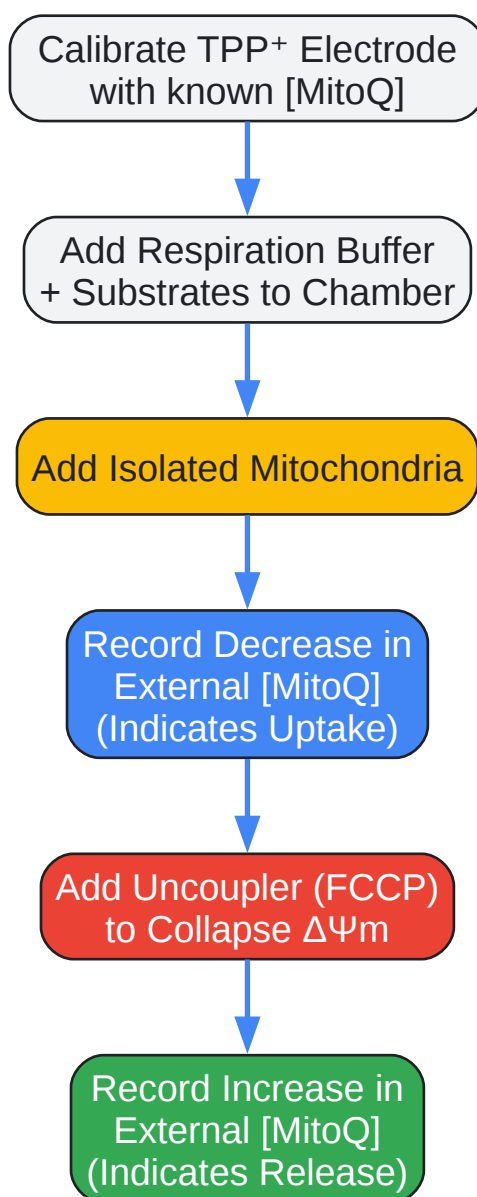 Calibrate TPP⁺ Electrode
with known [MitoQ]
Add Respiration Buffer
+ Substrates to Chamber
Add Isolated Mitochondria
Record Decrease in
External [MitoQ]
(Indicates Uptake)
Add Uncoupler (FCCP)
to Collapse ΔΨm
Record Increase in
External [MitoQ]
(Indicates Release)